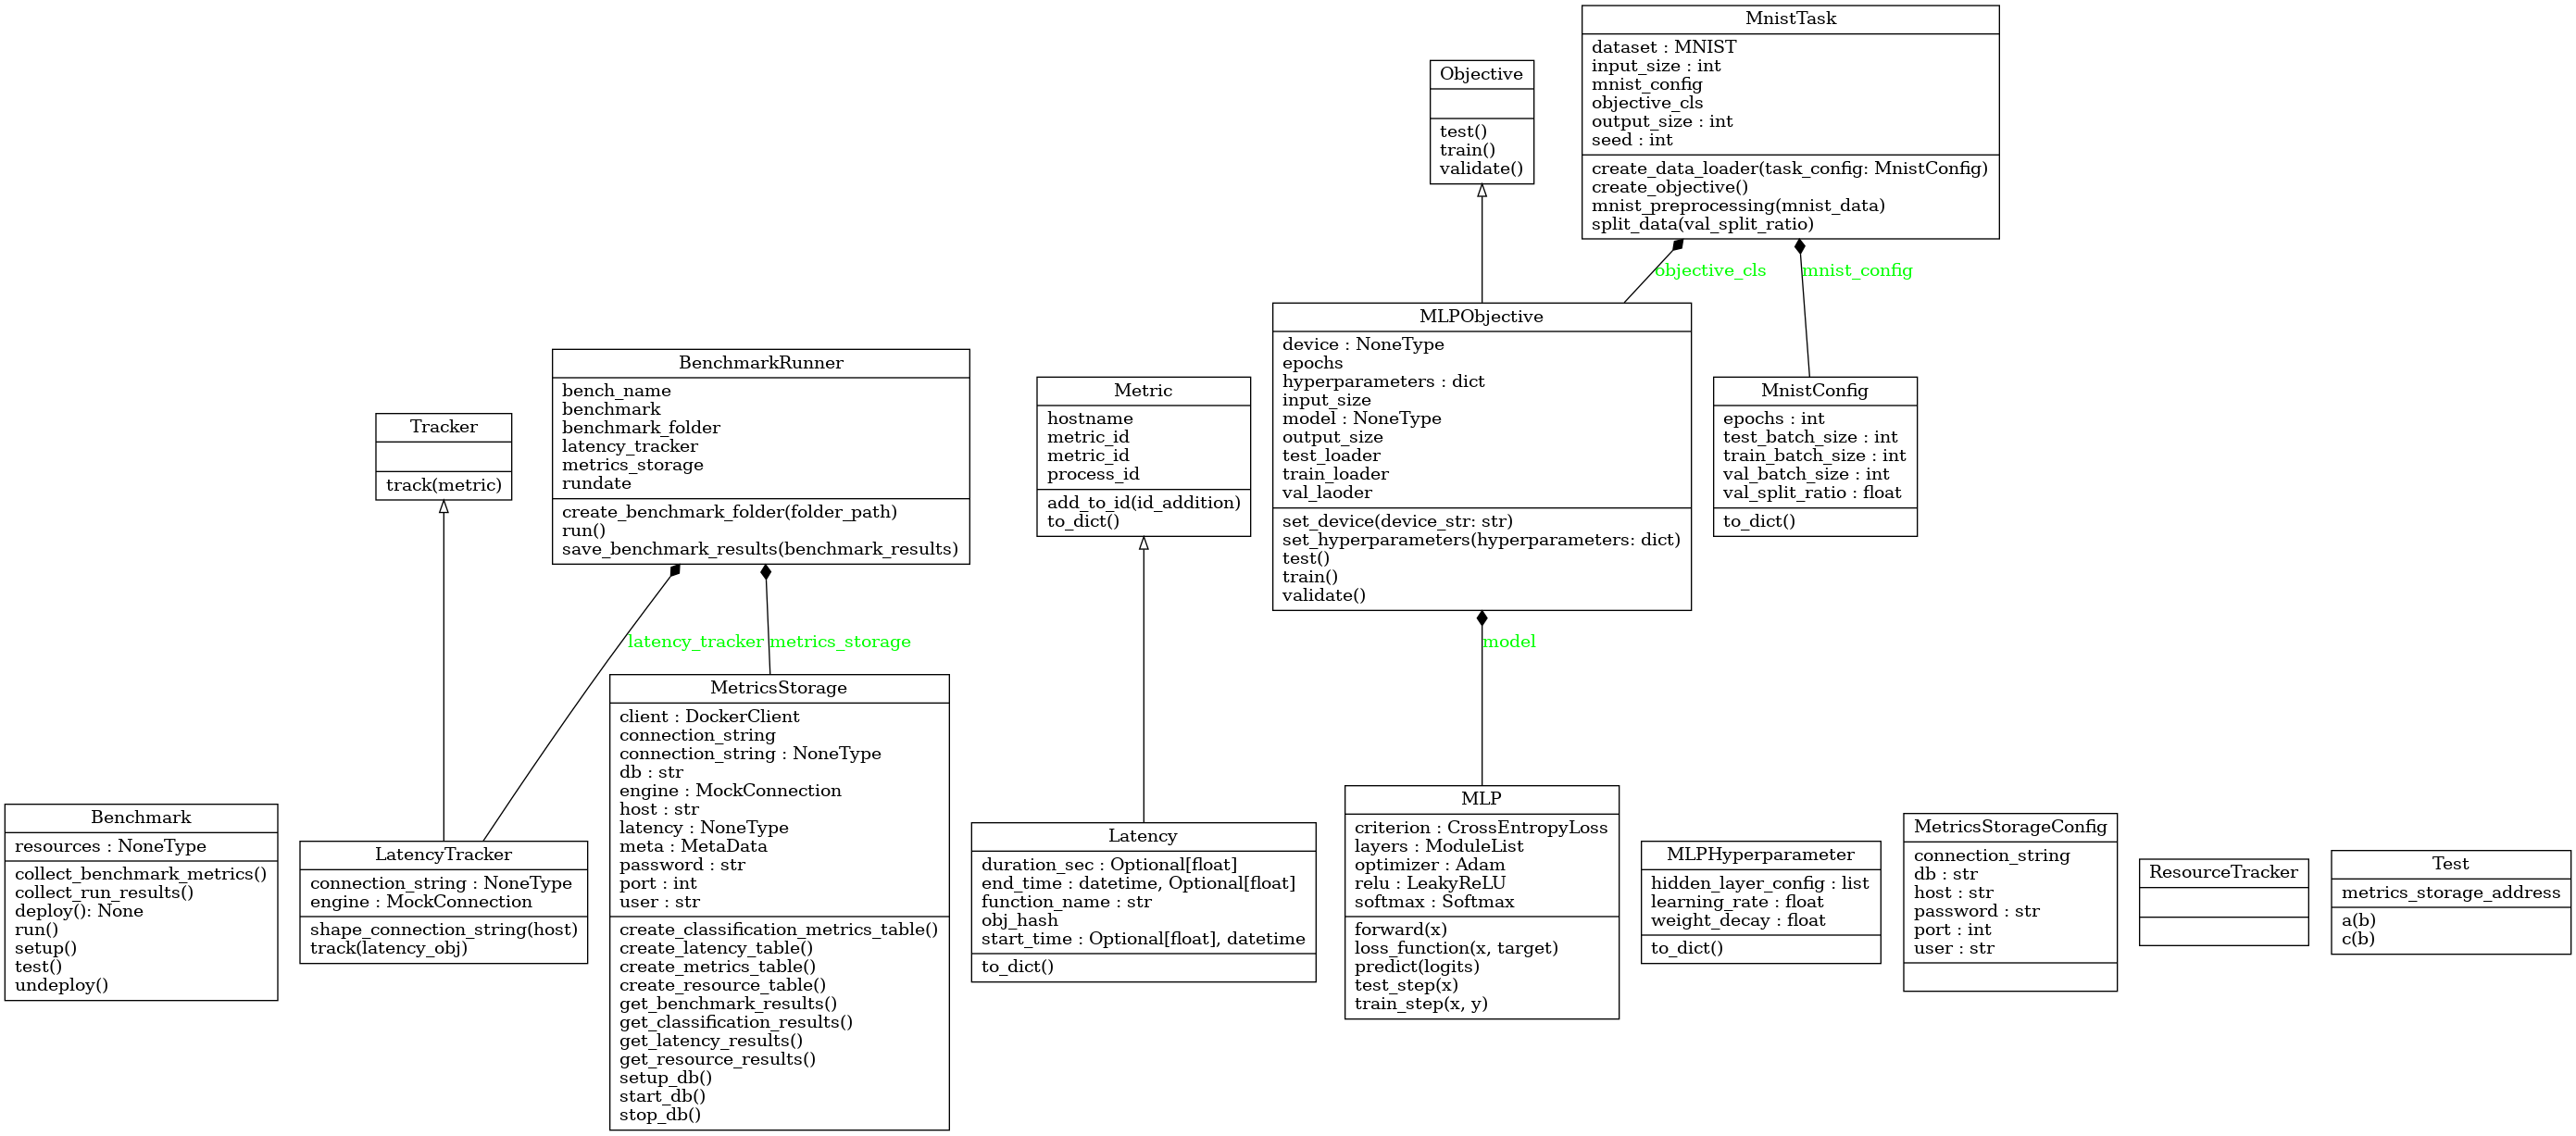 MnistTask
dataset : MNIST
input_size : int
mnist_config
objective_cls
output_size : int
seed : int
create_data_loader(task_config: MnistConfig)
create_objective()
mnist_preprocessing(mnist_data)
split_data(val_split_ratio)
Objective
test()
train()
validate()
objective_cls
mnist_config
MLPObjective
device : NoneType
epochs
hyperparameters : dict
input_size
model : NoneType
output_size
test_loader
train_loader
val_laoder
set_device(device_str: str)
set_hyperparameters(hyperparameters: dict)
test()
train()
validate()
BenchmarkRunner
bench_name
benchmark
benchmark_folder
latency_tracker
metrics_storage
rundate
create_benchmark_folder(folder_path)
run()
save_benchmark_results(benchmark_results)
Metric
hostname
metric_id
metric_id
process_id
add_to_id(id_addition)
to_dict()
MnistConfig
epochs : int
test_batch_size : int
train_batch_size : int
val_batch_size : int
val_split_ratio : float
to_dict()
Tracker
track(metric)
latency_tracker
metrics_storage
model
MetricsStorage
client : DockerClient
connection_string
connection_string : NoneType
db : str
engine : MockConnection
host : str
latency : NoneType
meta : MetaData
password : str
port : int
user : str
create_classification_metrics_table()
create_latency_table()
create_metrics_table()
create_resource_table()
get_benchmark_results()
get_classification_results()
get_latency_results()
get_resource_results()
setup_db()
start_db()
stop_db()
Benchmark
resources : NoneType
collect_benchmark_metrics()
collect_run_results()
deploy(): None
run()
setup()
test()
undeploy()
LatencyTracker
connection_string : NoneType
engine : MockConnection
shape_connection_string(host)
track(latency_obj)
Latency
duration_sec : Optional[float]
end_time : datetime, Optional[float]
function_name : str
obj_hash
start_time : Optional[float], datetime
to_dict()
MLP
criterion : CrossEntropyLoss
layers : ModuleList
optimizer : Adam
relu : LeakyReLU
softmax : Softmax
forward(x)
loss_function(x, target)
predict(logits)
test_step(x)
train_step(x, y)
MLPHyperparameter
hidden_layer_config : list
learning_rate : float
weight_decay : float
to_dict()
MetricsStorageConfig
connection_string
db : str
host : str
password : str
port : int
user : str
ResourceTracker
Test
metrics_storage_address
a(b)
c(b)